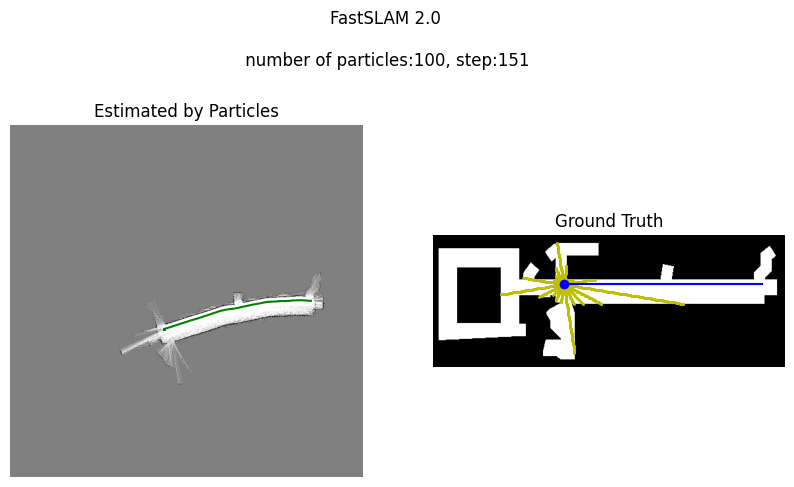 FastSLAM 2.0
number of particles:100, step:151
Estimated by Particles
Ground Truth